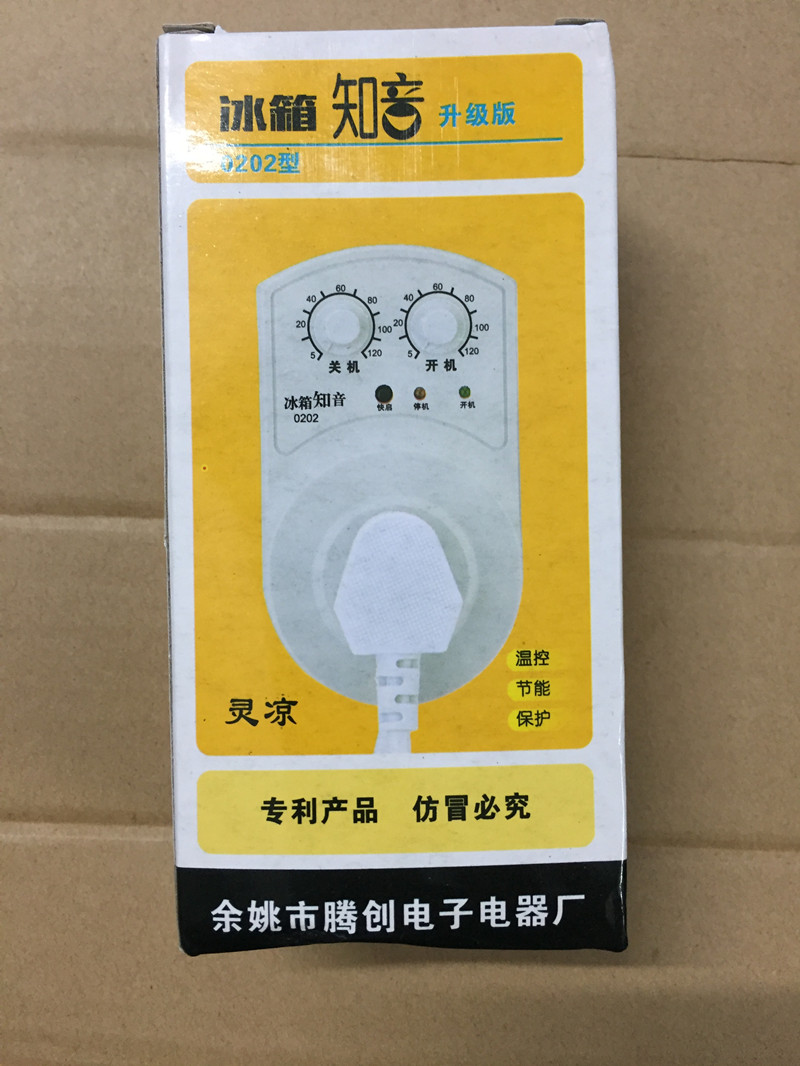 冰箱 知音 升级版
0202型
40 60 80 40 60 80
20 100 20 100
5 120 5 120
关机 开机
冰箱知音
0202
快启 停机 开机
温控
节能
保护
灵凉
专利产品 仿冒必究
余姚市腾创电子电器厂